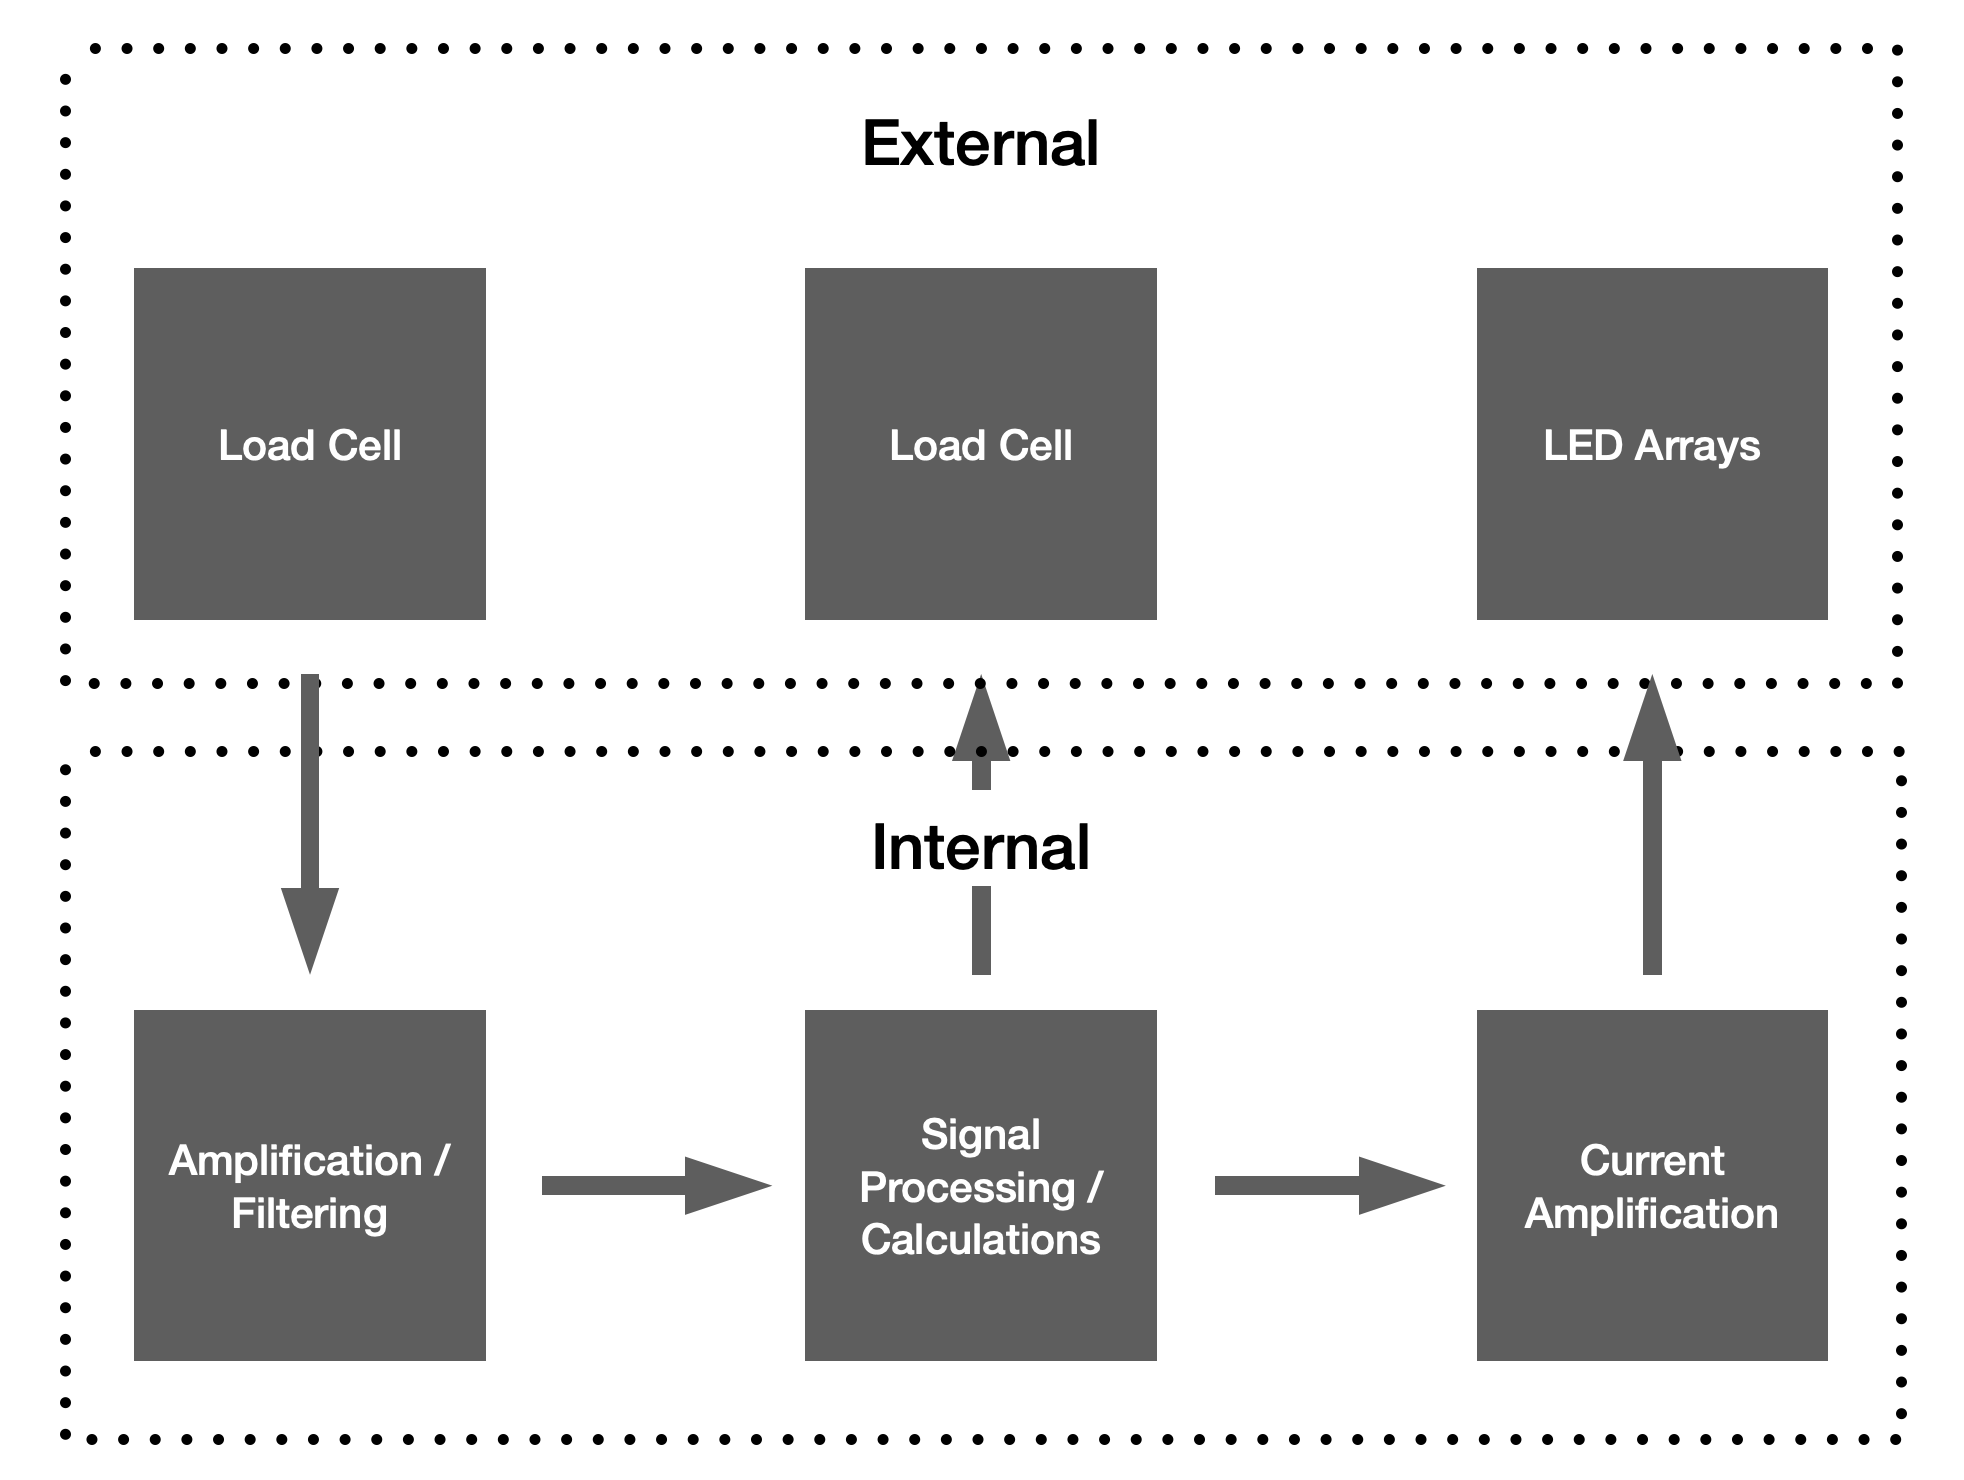 External
Load Cell
Load Cell
LED Arrays
Internal
Amplification /
Filtering
Signal
Processing /
Calculations
Current
Amplification